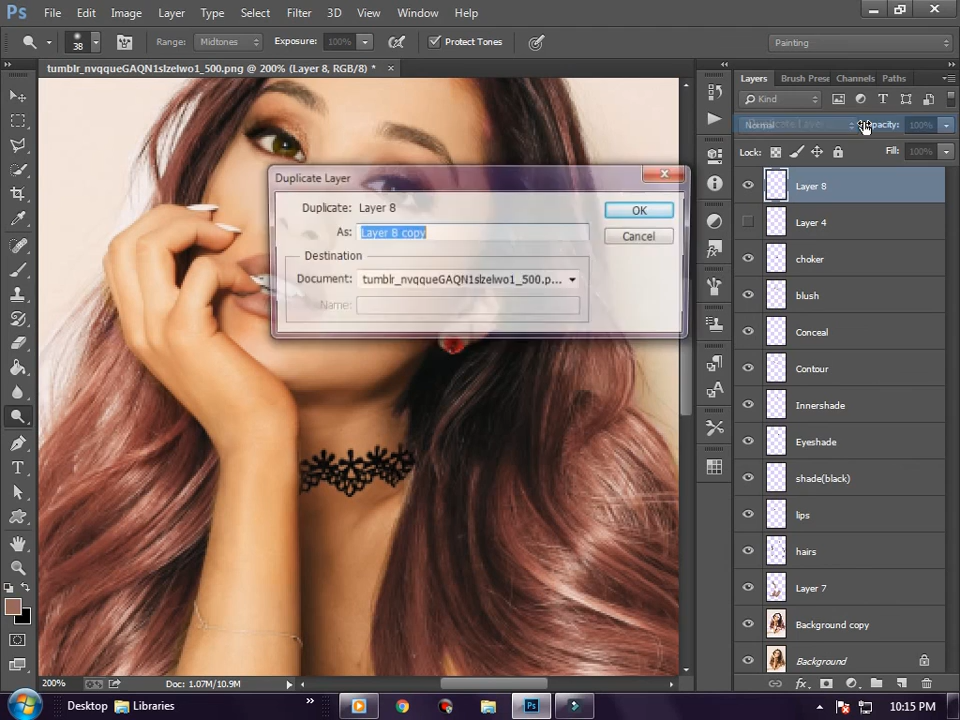 Ps File Edit Image Layer Type Select Filter 3D View Window Help
38 Range: Midtones Exposure: 100% Protect Tones Painting
tumblr_nvqqueGAQN1slzelwo1_500.png @ 200% (Layer 8, RGB/8) * ×
Layers Brush Prese Channels Paths
Kind
Normal Opacity: 100%
Lock: Fill: 100%
Duplicate Layer
Duplicate: Layer 8
OK
As: Layer 8 copy
Cancel
Destination
Document: tumblr_nvqqueGAQN1slzelwo1_500.p...
Name:
Layer 8
Layer 4
choker
blush
Conceal
Contour
Innershade
Eyeshade
shade(black)
lips
hairs
Layer 7
Background copy
Background
200% Doc: 1.07M/10.9M
fx
Desktop Libraries » Ps 10:15 PM